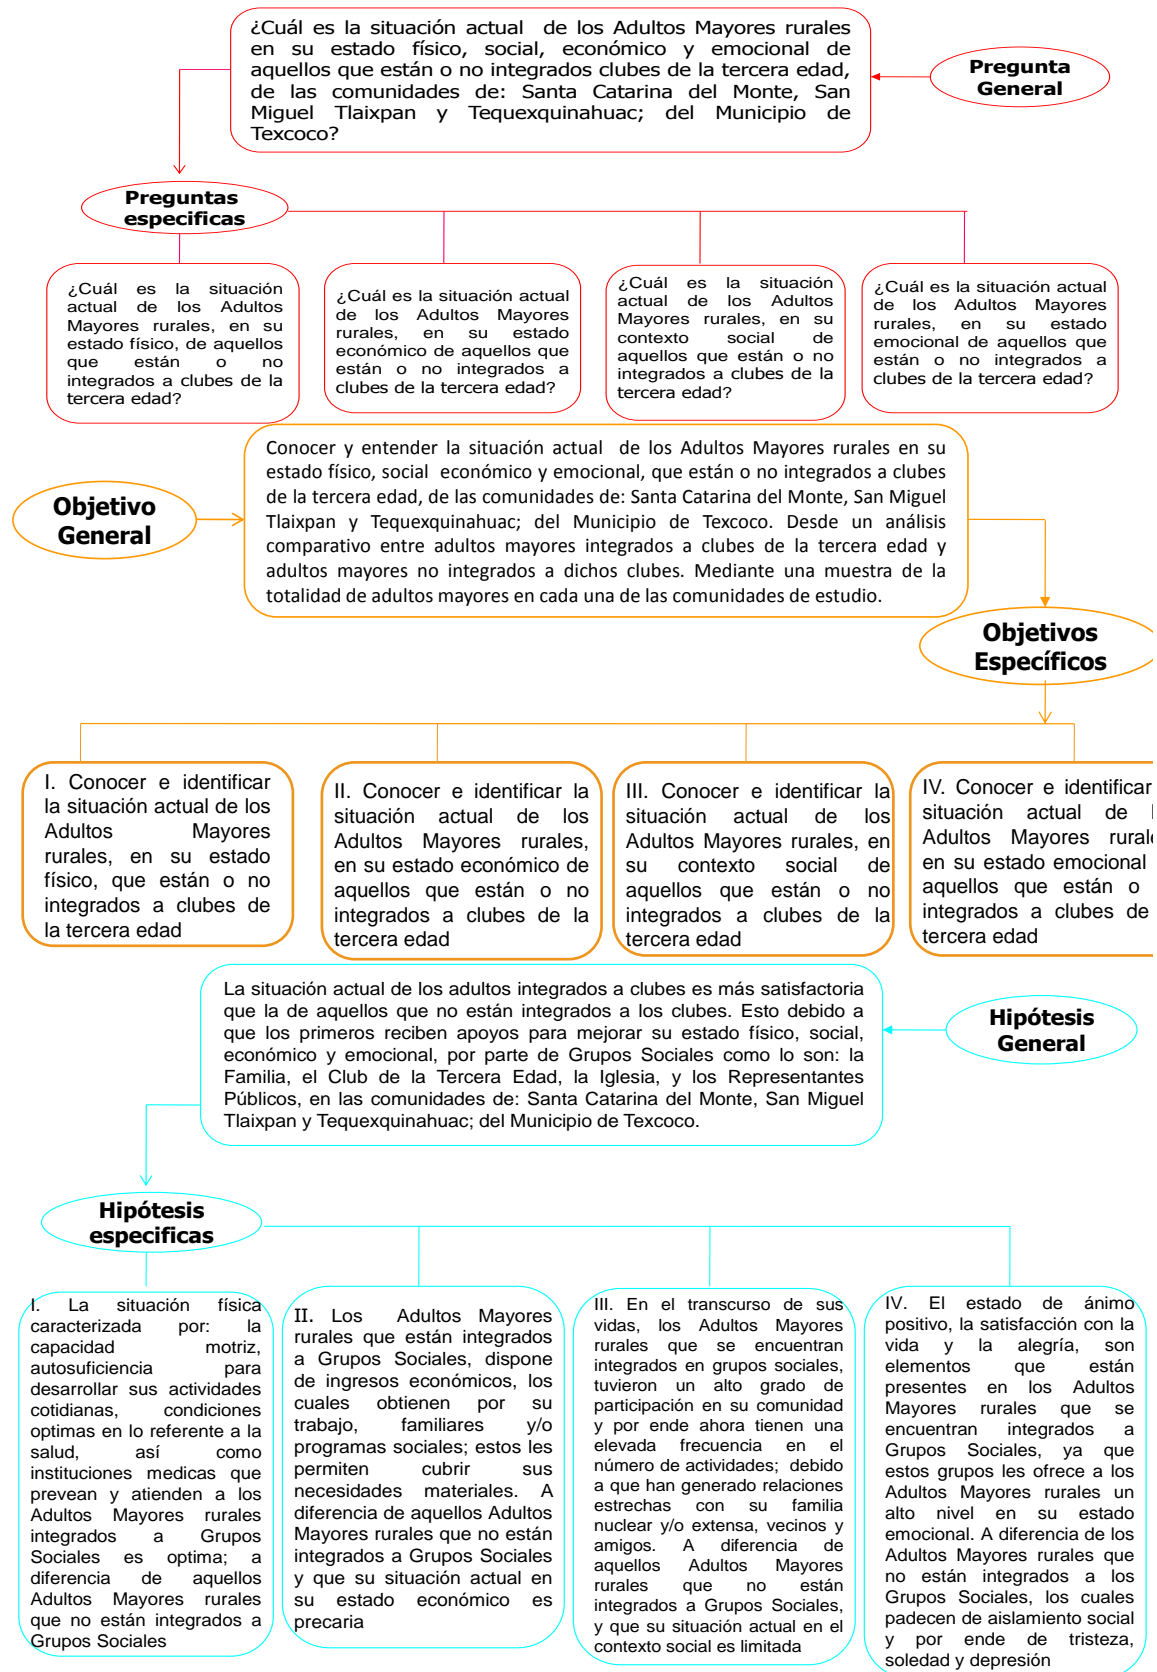 ¿Cuál es la situación actual de los Adultos Mayores rurales
en su estado físico, social, económico y emocional de
aquellos que están o no integrados clubes de la tercera edad,
de las comunidades de: Santa Catarina del Monte, San
Miguel Tlaixpan y Tequexquinahuac; del Municipio de
Texcoco?
Pregunta
General
Preguntas
especificas
¿Cuál es la situación
actual de los Adultos
Mayores rurales, en su
estado físico, de aquellos
que están o no
integrados a clubes de la
tercera edad?
¿Cuál es la situación actual
de los Adultos Mayores
rurales, en su estado
económico de aquellos que
están o no integrados a
clubes de la tercera edad?
¿Cuál es la situación
actual de los Adultos
Mayores rurales, en su
contexto social de
aquellos que están o no
integrados a clubes de la
tercera edad?
¿Cuál es la situación actual
de los Adultos Mayores
rurales, en su estado
emocional de aquellos que
están o no integrados a
clubes de la tercera edad?
Objetivo
General
Conocer y entender la situación actual de los Adultos Mayores rurales en su
estado físico, social económico y emocional, que están o no integrados a clubes
de la tercera edad, de las comunidades de: Santa Catarina del Monte, San Miguel
Tlaixpan y Tequexquinahuac; del Municipio de Texcoco. Desde un análisis
comparativo entre adultos mayores integrados a clubes de la tercera edad y
adultos mayores no integrados a dichos clubes. Mediante una muestra de la
totalidad de adultos mayores en cada una de las comunidades de estudio.
Objetivos
Específicos
I. Conocer e identificar
la situación actual de los
Adultos Mayores
rurales, en su estado
físico, que están o no
integrados a clubes de
la tercera edad
II. Conocer e identificar la
situación actual de los
Adultos Mayores rurales,
en su estado económico de
aquellos que están o no
integrados a clubes de la
tercera edad
III. Conocer e identificar la
situación actual de los
Adultos Mayores rurales, en
su contexto social de
aquellos que están o no
integrados a clubes de la
tercera edad
IV. Conocer e identificar
situación actual de
Adultos Mayores
en su estado emocional
aquellos que están o
integrados a clubes de
tercera edad
La situación actual de los adultos integrados a clubes es más satisfactoria
que la de aquellos que no están integrados a los clubes. Esto debido a
que los primeros reciben apoyos para mejorar su estado físico, social,
económico y emocional, por parte de Grupos Sociales como lo son: la
Familia, el Club de la Tercera Edad, la Iglesia, y los Representantes
Públicos, en las comunidades de: Santa Catarina del Monte, San Miguel
Tlaixpan y Tequexquinahuac; del Municipio de Texcoco.
Hipótesis
General
Hipótesis
especificas
I. La situación física
caracterizada por: la
capacidad motriz,
autosuficiencia para
desarrollar sus actividades
cotidianas, condiciones
optimas en lo referente a la
salud, así como
instituciones medicas que
prevean y atienden a los
Adultos Mayores rurales
integrados a Grupos
Sociales es optima; a
diferencia de aquellos
Adultos Mayores rurales
que no están integrados a
Grupos Sociales
II. Los Adultos Mayores
rurales que están integrados
a Grupos Sociales, dispone
de ingresos económicos, los
cuales obtienen por su
trabajo, familiares y/o
programas sociales; estos les
permiten cubrir sus
necesidades materiales. A
diferencia de aquellos Adultos
Mayores rurales que no están
integrados a Grupos Sociales
y que su situación actual en
su estado económico es
precaria
III. En el transcurso de sus
vidas, los Adultos Mayores
rurales que se encuentran
integrados en grupos sociales,
tuvieron un alto grado de
participación en su comunidad
y por ende ahora tienen una
elevada frecuencia en el
número de actividades; debido
a que han generado relaciones
estrechas con su familia
nuclear y/o extensa, vecinos y
amigos. A diferencia de
aquellos Adultos Mayores
rurales que no están
integrados a Grupos Sociales,
y que su situación actual en el
contexto social es limitada
IV. El estado de ánimo
positivo, la satisfacción con la
vida y la alegría, son
elementos que están
presentes en los Adultos
Mayores rurales que se
encuentran integrados a
Grupos Sociales, ya que
estos grupos les ofrece a los
Adultos Mayores rurales un
alto nivel en su estado
emocional. A diferencia de los
Adultos Mayores rurales que
no están integrados a los
Grupos Sociales, los cuales
padecen de aislamiento social
y por ende de tristeza,
soledad y depresión